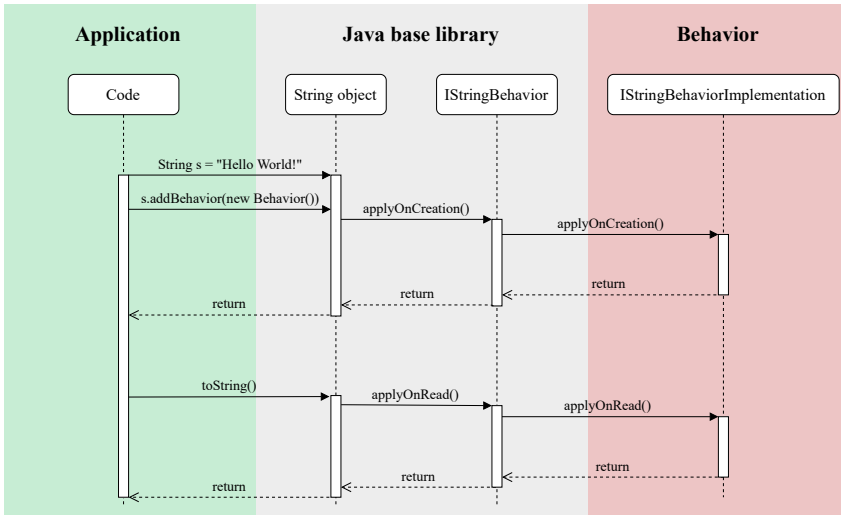 Application
Java base library
Behavior
Code
String object
IStringBehavior
IStringBehaviorImplementation
String s = "Hello World!"
s.addBehavior(new Behavior())
applyOnCreation()
applyOnCreation()
return
return
return
toString()
applyOnRead()
applyOnRead()
return
return
return